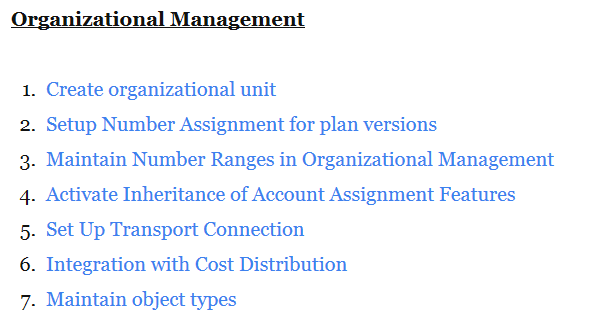 Organizational Management
1. Create organizational unit
2. Setup Number Assignment for plan versions
3. Maintain Number Ranges in Organizational Management
4. Activate Inheritance of Account Assignment Features
5. Set Up Transport Connection
6. Integration with Cost Distribution
7. Maintain object types